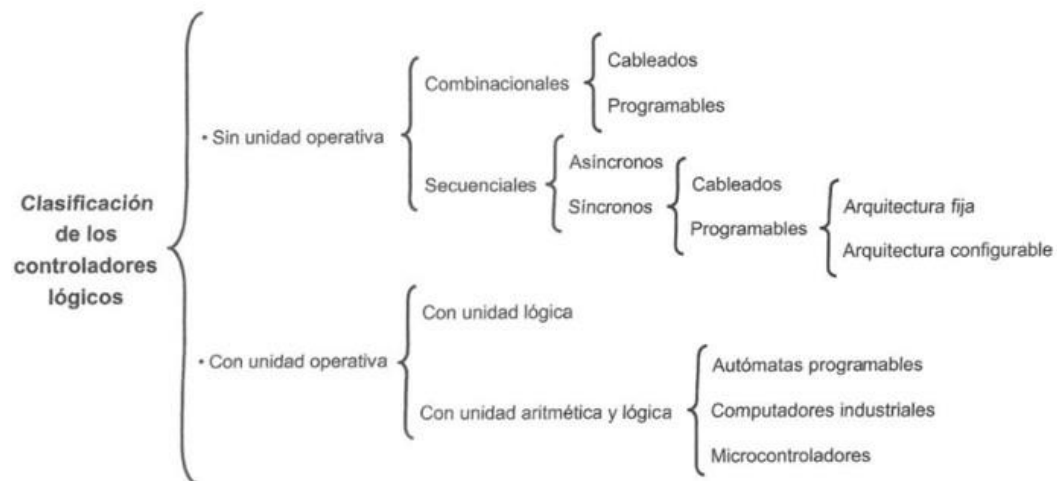 Clasificación
de los
controladores
lógicos
• Sin unidad operativa
Combinacionales
Cableados
Programables
Secuenciales
Asíncronos
Síncronos
Cableados
Programables
Arquitectura fija
Arquitectura configurable
• Con unidad operativa
Con unidad lógica
Con unidad aritmética y lógica
Autómatas programables
Computadores industriales
Microcontroladores